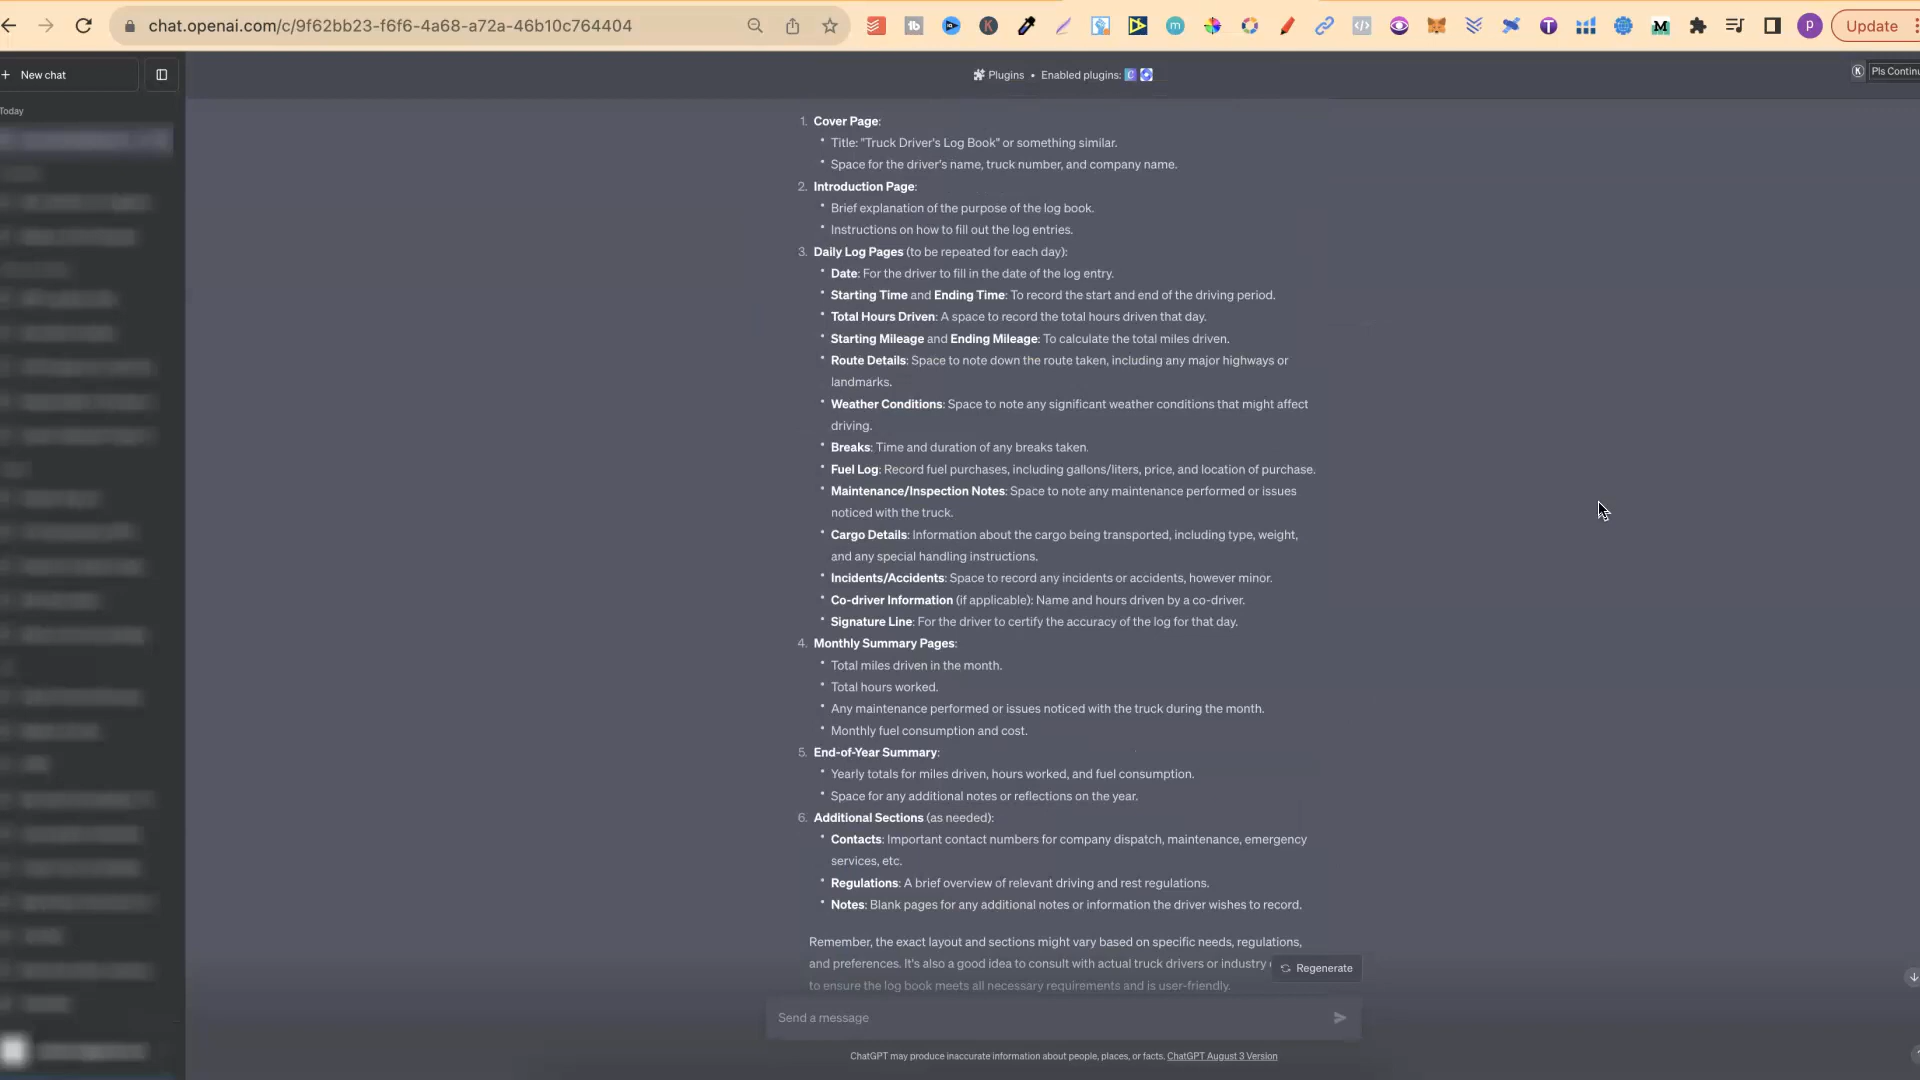 chat.openai.com/c/9f62bb23-f6f6-4a68-a72a-46b10c764404
Update
+ New chat
Plugins • Enabled plugins:
Pls Continu
Today
1. Cover Page:
• Title: "Truck Driver's Log Book" or something similar.
• Space for the driver's name, truck number, and company name.
2. Introduction Page:
• Brief explanation of the purpose of the log book.
• Instructions on how to fill out the log entries.
3. Daily Log Pages (to be repeated for each day):
• Date: For the driver to fill in the date of the log entry.
• Starting Time and Ending Time: To record the start and end of the driving period.
• Total Hours Driven: A space to record the total hours driven that day.
• Starting Mileage and Ending Mileage: To calculate the total miles driven.
• Route Details: Space to note down the route taken, including any major highways or
landmarks.
• Weather Conditions: Space to note any significant weather conditions that might affect
driving.
• Breaks: Time and duration of any breaks taken.
• Fuel Log: Record fuel purchases, including gallons/liters, price, and location of purchase.
• Maintenance/Inspection Notes: Space to note any maintenance performed or issues
noticed with the truck.
• Cargo Details: Information about the cargo being transported, including type, weight,
and any special handling instructions.
• Incidents/Accidents: Space to record any incidents or accidents, however minor.
• Co-driver Information (if applicable): Name and hours driven by a co-driver.
• Signature Line: For the driver to certify the accuracy of the log for that day.
4. Monthly Summary Pages:
• Total miles driven in the month.
• Total hours worked.
• Any maintenance performed or issues noticed with the truck during the month.
• Monthly fuel consumption and cost.
5. End-of-Year Summary:
• Yearly totals for miles driven, hours worked, and fuel consumption.
• Space for any additional notes or reflections on the year.
6. Additional Sections (as needed):
• Contacts: Important contact numbers for company dispatch, maintenance, emergency
services, etc.
• Regulations: A brief overview of relevant driving and rest regulations.
• Notes: Blank pages for any additional notes or information the driver wishes to record.
Remember, the exact layout and sections might vary based on specific needs, regulations,
and preferences. It's also a good idea to consult with actual truck drivers or industry
Regenerate
to ensure the log book meets all necessary requirements and is user-friendly.
Send a message
ChatGPT may produce inaccurate information about people, places, or facts. ChatGPT August 3 Version